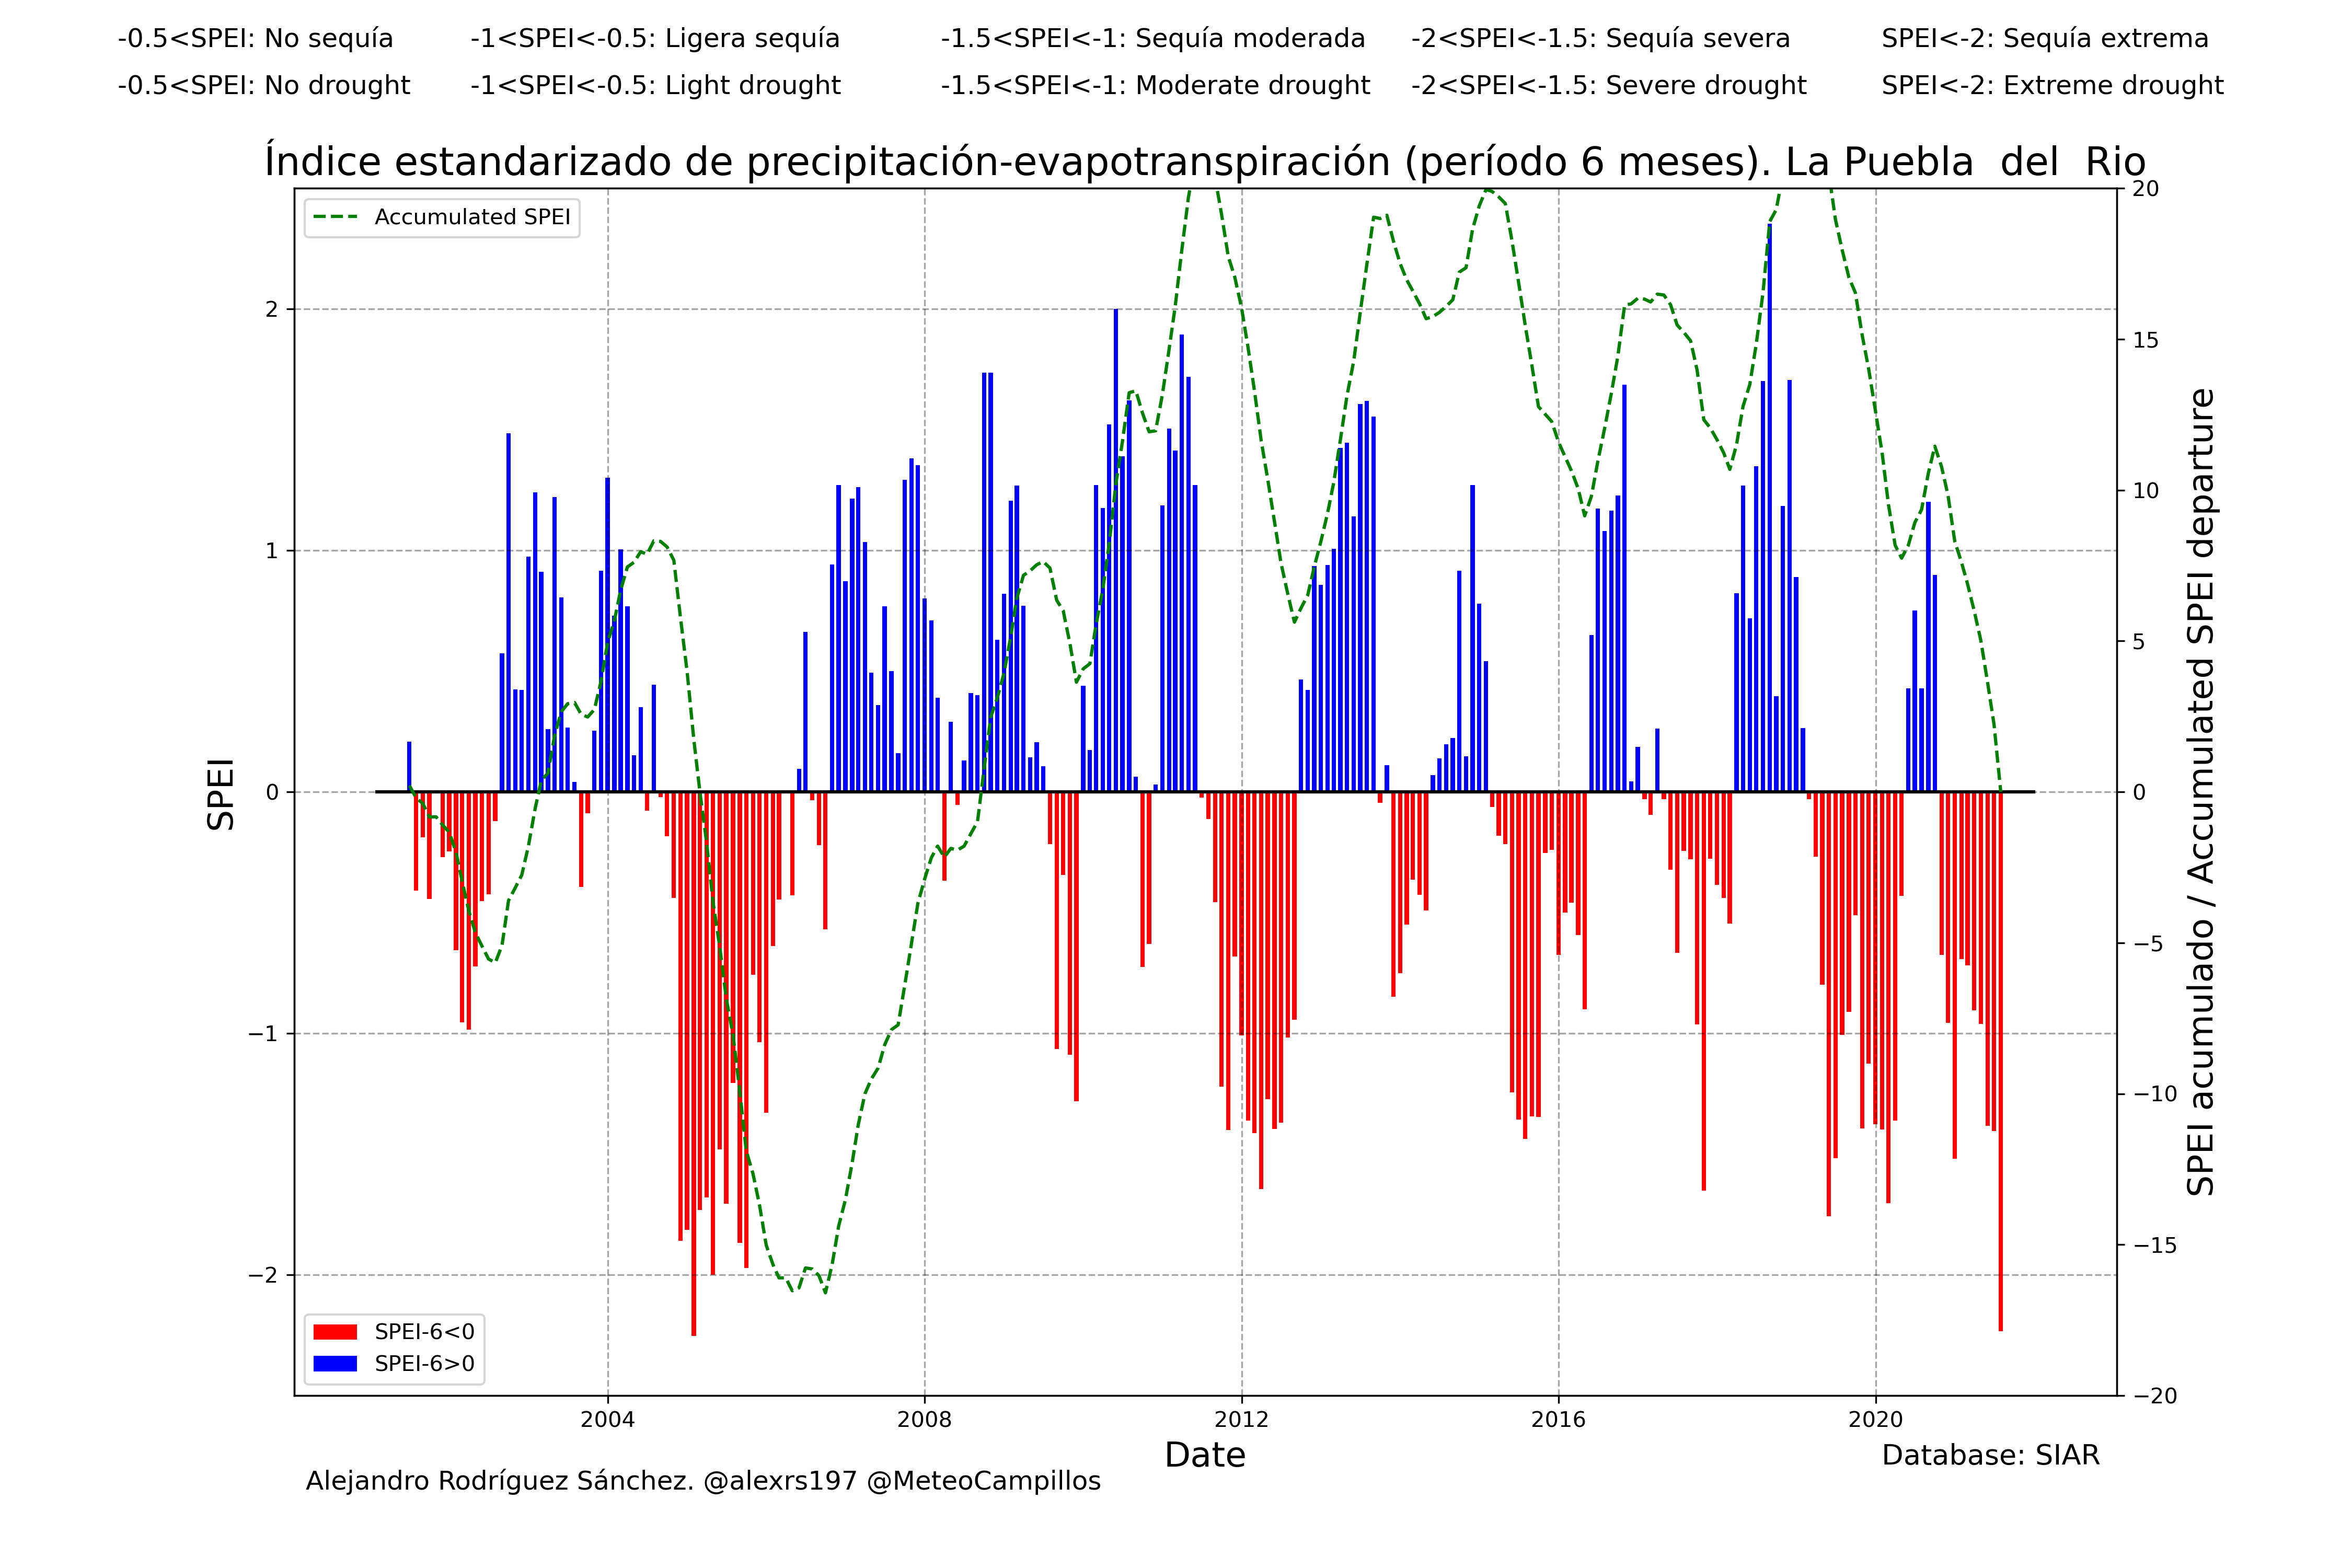 -0.5<SPEI: No sequía -1<SPEI<-0.5: Ligera sequía -1.5<SPEI<-1: Sequía moderada -2<SPEI<-1.5: Sequía severa SPEI<-2: Sequía extrema
-0.5<SPEI: No drought -1<SPEI<-0.5: Light drought -1.5<SPEI<-1: Moderate drought -2<SPEI<-1.5: Severe drought SPEI<-2: Extreme drought
Índice estandarizado de precipitación-evapotranspiración (período 6 meses). La Puebla  del  Rio
Accumulated SPEI
2
1
0
−1
−2
SPEI
20
15
10
5
0
−5
−10
−15
−20
SPEI acumulado / Accumulated SPEI departure
SPEI-6<0
SPEI-6>0
2004 2008 2012 2016 2020
Date
Database: SIAR
Alejandro Rodríguez Sánchez. @alexrs197 @MeteoCampillos